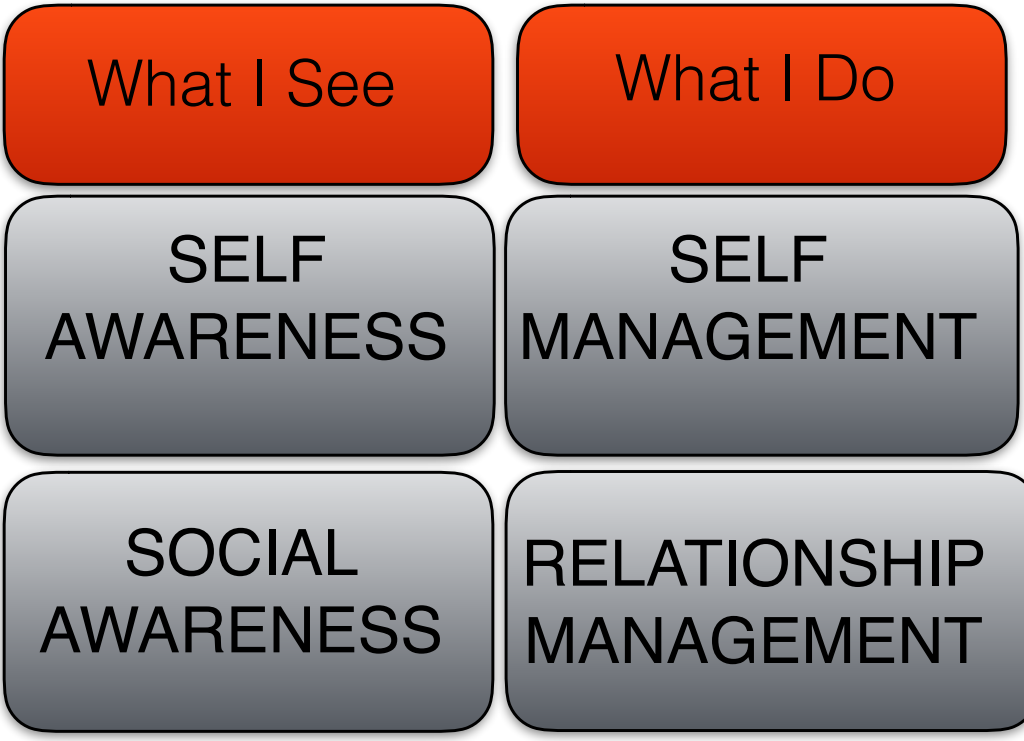 What I See
What I Do
SELF
AWARENESS
SELF
MANAGEMENT
SOCIAL
AWARENESS
RELATIONSHIP
MANAGEMENT